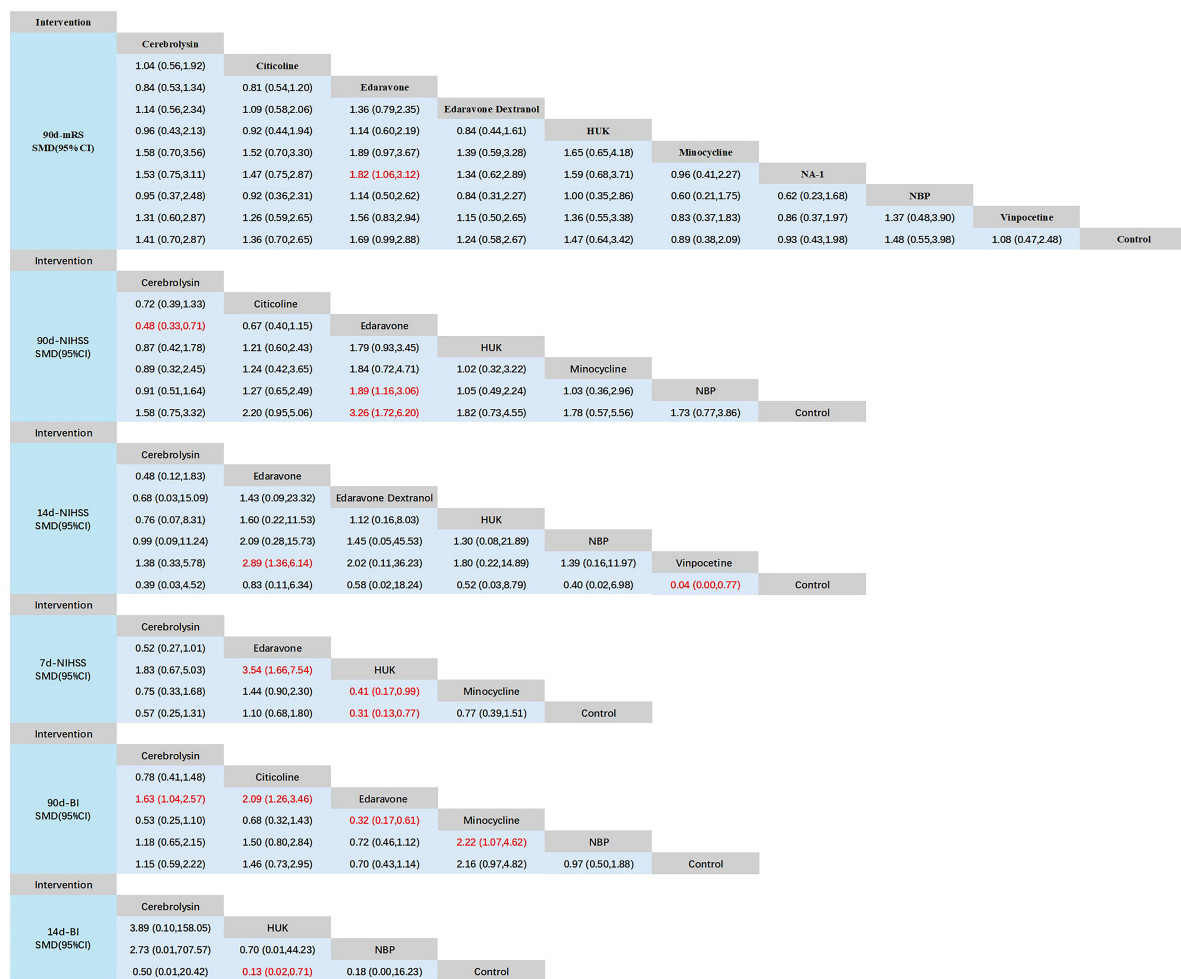 Intervention
Cerebrolysin
1.04 (0.56,1.92) Citicoline
0.84 (0.53,1.34) 0.81 (0.54,1.20) Edaravone
1.14 (0.56,2.34) 1.09 (0.58,2.06) 1.36 (0.79,2.35) Edaravone Dextranol
90d-mRS 0.96 (0.43,2.13) 0.92 (0.44,1.94) 1.14 (0.60,2.19) 0.84 (0.44,1.61) HUK
SMD(95% CI) 1.58 (0.70,3.56) 1.52 (0.70,3.30) 1.89 (0.97,3.67) 1.39 (0.59,3.28) 1.65 (0.65,4.18) Minocycline
1.53 (0.75,3.11) 1.47 (0.75,2.87) 1.82 (1.06,3.12) 1.34 (0.62,2.89) 1.59 (0.68,3.71) 0.96 (0.41,2.27) NA-1
0.95 (0.37,2.48) 0.92 (0.36,2.31) 1.14 (0.50,2.62) 0.84 (0.31,2.27) 1.00 (0.35,2.86) 0.60 (0.21,1.75) 0.62 (0.23,1.68) NBP
1.31 (0.60,2.87) 1.26 (0.59,2.65) 1.56 (0.83,2.94) 1.15 (0.50,2.65) 1.36 (0.55,3.38) 0.83 (0.37,1.83) 0.86 (0.37,1.97) 1.37 (0.48,3.90) Vinpocetine
1.41 (0.70,2.87) 1.36 (0.70,2.65) 1.69 (0.99,2.88) 1.24 (0.58,2.67) 1.47 (0.64,3.42) 0.89 (0.38,2.09) 0.93 (0.43,1.98) 1.48 (0.55,3.98) 1.08 (0.47,2.48) Control
Intervention
Cerebrolysin
0.72 (0.39,1.33) Citicoline
0.48 (0.33,0.71) 0.67 (0.40,1.15) Edaravone
90d-NIHSS 0.87 (0.42,1.78) 1.21 (0.60,2.43) 1.79 (0.93,3.45) HUK
SMD(95%CI) 0.89 (0.32,2.45) 1.24 (0.42,3.65) 1.84 (0.72,4.71) 1.02 (0.32,3.22) Minocycline
0.91 (0.51,1.64) 1.27 (0.65,2.49) 1.89 (1.16,3.06) 1.05 (0.49,2.24) 1.03 (0.36,2.96) NBP
1.58 (0.75,3.32) 2.20 (0.95,5.06) 3.26 (1.72,6.20) 1.82 (0.73,4.55) 1.78 (0.57,5.56) 1.73 (0.77,3.86) Control
Intervention
Cerebrolysin
0.48 (0.12,1.83) Edaravone
0.68 (0.03,15.09) 1.43 (0.09,23.32) Edaravone Dextranol
14d-NIHSS 0.76 (0.07,8.31) 1.60 (0.22,11.53) 1.12 (0.16,8.03) HUK
SMD(95%CI) 0.99 (0.09,11.24) 2.09 (0.28,15.73) 1.45 (0.05,45.53) 1.30 (0.08,21.89) NBP
1.38 (0.33,5.78) 2.89 (1.36,6.14) 2.02 (0.11,36.23) 1.80 (0.22,14.89) 1.39 (0.16,11.97) Vinpocetine
0.39 (0.03,4.52) 0.83 (0.11,6.34) 0.58 (0.02,18.24) 0.52 (0.03,8.79) 0.40 (0.02,6.98) 0.04 (0.00,0.77) Control
Intervention
Cerebrolysin
0.52 (0.27,1.01) Edaravone
7d-NIHSS 1.83 (0.67,5.03) 3.54 (1.66,7.54) HUK
SMD(95%CI) 0.75 (0.33,1.68) 1.44 (0.90,2.30) 0.41 (0.17,0.99) Minocycline
0.57 (0.25,1.31) 1.10 (0.68,1.80) 0.31 (0.13,0.77) 0.77 (0.39,1.51) Control
Intervention
Cerebrolysin
0.78 (0.41,1.48) Citicoline
90d-BI 1.63 (1.04,2.57) 2.09 (1.26,3.46) Edaravone
SMD(95%CI) 0.53 (0.25,1.10) 0.68 (0.32,1.43) 0.32 (0.17,0.61) Minocycline
1.18 (0.65,2.15) 1.50 (0.80,2.84) 0.72 (0.46,1.12) 2.22 (1.07,4.62) NBP
1.15 (0.59,2.22) 1.46 (0.73,2.95) 0.70 (0.43,1.14) 2.16 (0.97,4.82) 0.97 (0.50,1.88) Control
Intervention
Cerebrolysin
14d-BI 3.89 (0.10,158.05) HUK
SMD(95%CI) 2.73 (0.01,707.57) 0.70 (0.01,44.23) NBP
0.50 (0.01,20.42) 0.13 (0.02,0.71) 0.18 (0.00,16.23) Control